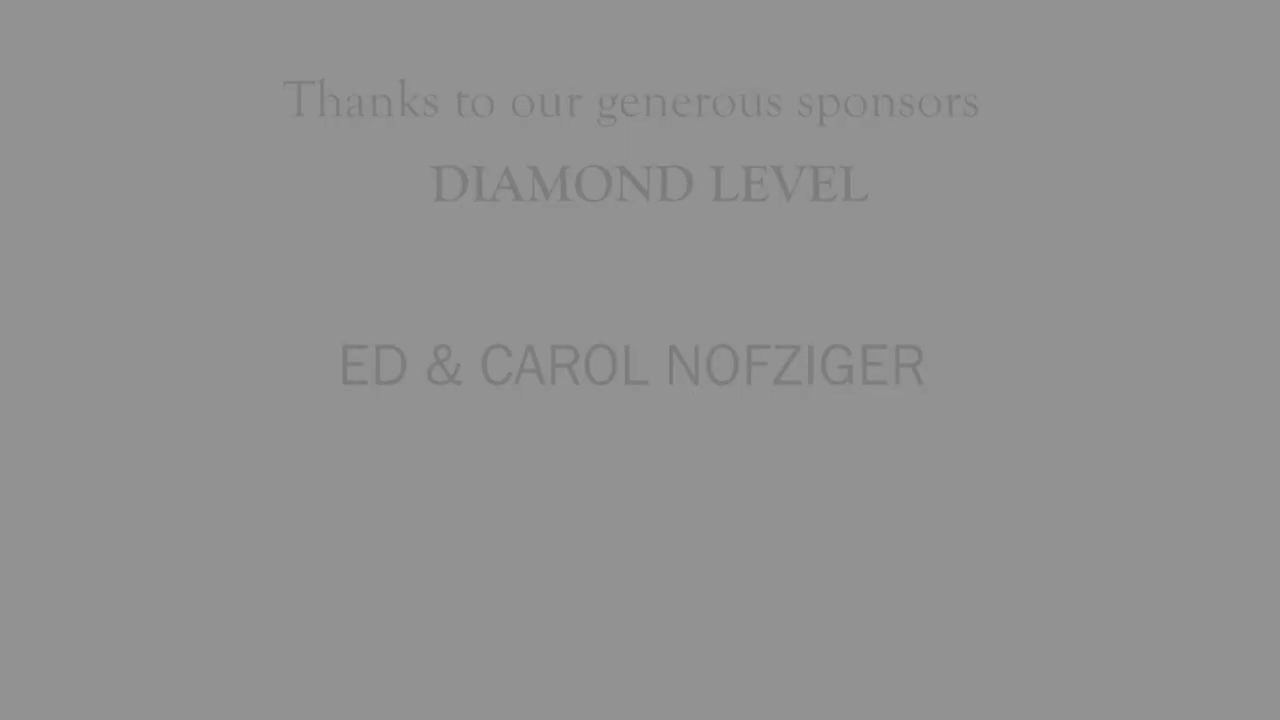 Thanks to our generous sponsors
DIAMOND LEVEL
ED & CAROL NOFZIGER